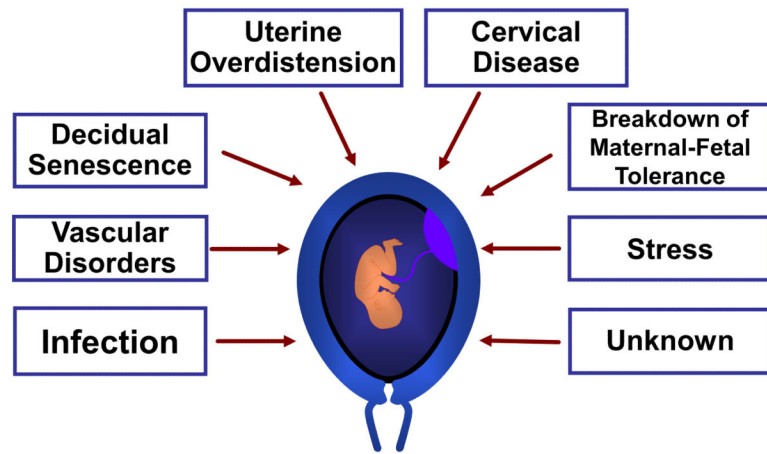 Uterine
Overdistension
Cervical
Disease
Decidual
Senescence
Breakdown of
Maternal-Fetal
Tolerance
Vascular
Disorders
Stress
Infection
Unknown